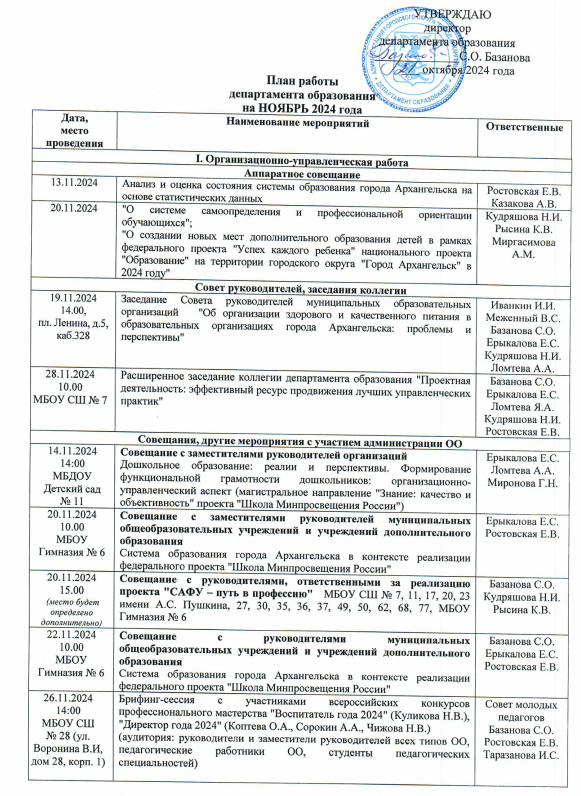 УТВЕРЖДАЮ
директор
департамента образования
С.О. Базанова
октября 2024 года
План работы
департамента образования
на НОЯБРЬ 2024 года
Дата,
место
проведения
Наименование мероприятий
Ответственные
I. Организационно-управленческая работа
Аппаратное совещание
13.11.2024
Анализ и оценка состояния системы образования города Архангельска на
основе статистических данных
Ростовская Е.В.
Казакова А.В.
20.11.2024
"О системе самоопределения и профессиональной ориентации
обучающихся";
"О создании новых мест дополнительного образования детей в рамках
федерального проекта "Успех каждого ребенка" национального проекта
"Образование" на территории городского округа "Город Архангельск" в
2024 году"
Кудряшова Н.И.
Рысина К.В.
Миргасимова
А.М.
Совет руководителей, заседания коллегии
19.11.2024
14.00,
пл. Ленина, д.5,
каб.328
Заседание Совета руководителей муниципальных образовательных
организаций "Об организации здорового и качественного питания в
образовательных организациях города Архангельска: проблемы и
перспективы"
Иванкин И.И.
Меженный В.С.
Базанова С.О.
Ерыкалова Е.С.
Кудряшова Н.И.
Ломтева А.А.
28.11.2024
10.00
МБОУ СШ № 7
Расширенное заседание коллегии департамента образования "Проектная
деятельность: эффективный ресурс продвижения лучших управленческих
практик"
Базанова С.О.
Ерыкалова Е.С.
Ломтева Я.А.
Кудряшова Н.И.
Ростовская Е.В.
Совещания, другие мероприятия с участием администрации ОО
14.11.2024
14:00
МБДОУ
Детский сад
№ 11
Совещание с заместителями руководителей организаций
Дошкольное образование: реалии и перспективы. Формирование
функциональной грамотности дошкольников: организационно-
управленческий аспект (магистральное направление "Знание: качество и
объективность" проекта "Школа Минпросвещения России")
Ерыкалова Е.С.
Ломтева А.А.
Миронова Г.Н.
20.11.2024
10.00
МБОУ
Гимназия № 6
Совещание с заместителями руководителей муниципальных
общеобразовательных учреждений и учреждений дополнительного
образования
Система образования города Архангельска в контексте реализации
федерального проекта "Школа Минпросвещения России"
Ерыкалова Е.С.
Ростовская Е.В.
20.11.2024
15.00
(место будет
определено
дополнительно)
Совещание с руководителями, ответственными за реализацию
проекта "САФУ – путь в профессию" МБОУ СШ № 7, 11, 17, 20, 23
имени А.С. Пушкина, 27, 30, 35, 36, 37, 49, 50, 62, 68, 77, МБОУ
Гимназия № 6
Базанова С.О.
Кудряшова Н.И.
Рысина К.В.
22.11.2024
10.00
МБОУ
Гимназия № 6
Совещание с руководителями муниципальных
общеобразовательных учреждений и учреждений дополнительного
образования
Система образования города Архангельска в контексте реализации
федерального проекта "Школа Минпросвещения России"
Базанова С.О.
Ерыкалова Е.С.
Ростовская Е.В.
26.11.2024
14:00
МБОУ СШ
№ 28 (ул.
Воронина В.И,
дом 28, корп. 1)
Брифинг-сессия с участниками всероссийских конкурсов
профессионального мастерства "Воспитатель года 2024" (Куликова Н.В.),
"Директор года 2024" (Коптева О.А., Сорокин А.А., Чижова Н.В.)
(аудитория: руководители и заместители руководителей всех типов ОО,
педагогические работники ОО, студенты педагогических
специальностей)
Совет молодых
педагогов
Базанова С.О.
Ростовская Е.В.
Таразанова И.С.